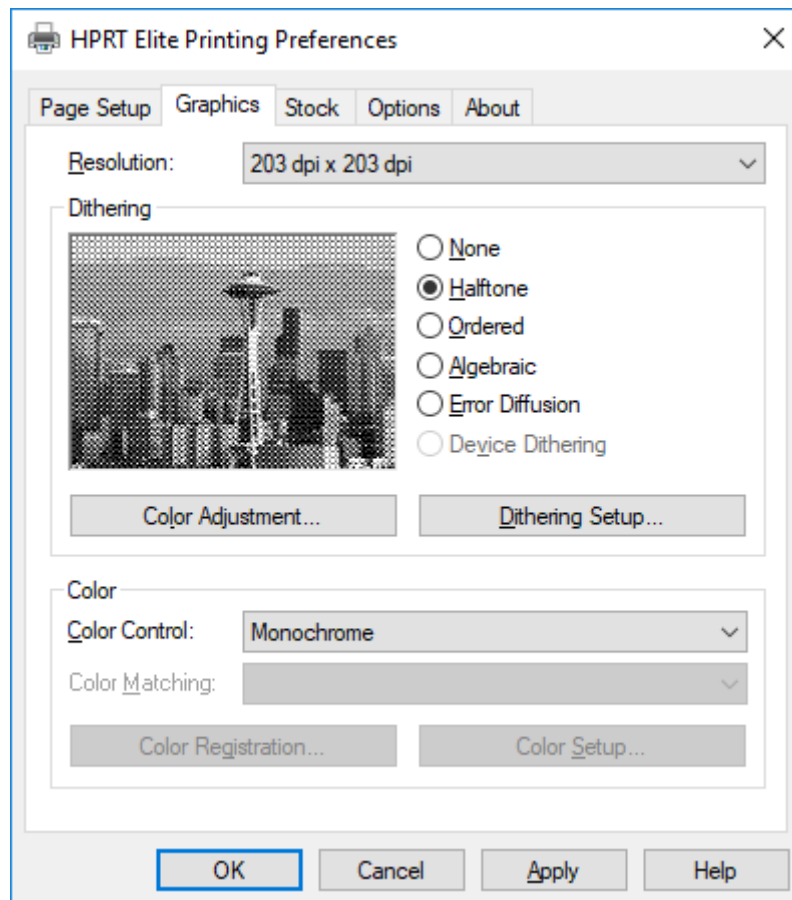 HPRT Elite Printing Preferences
Page Setup Graphics Stock Options About
Resolution: 203 dpi x 203 dpi
Dithering
None
Halftone
Ordered
Algebraic
Error Diffusion
Device Dithering
Color Adjustment... Dithering Setup...
Color
Color Control: Monochrome
Color Matching:
Color Registration... Color Setup...
OK Cancel Apply Help